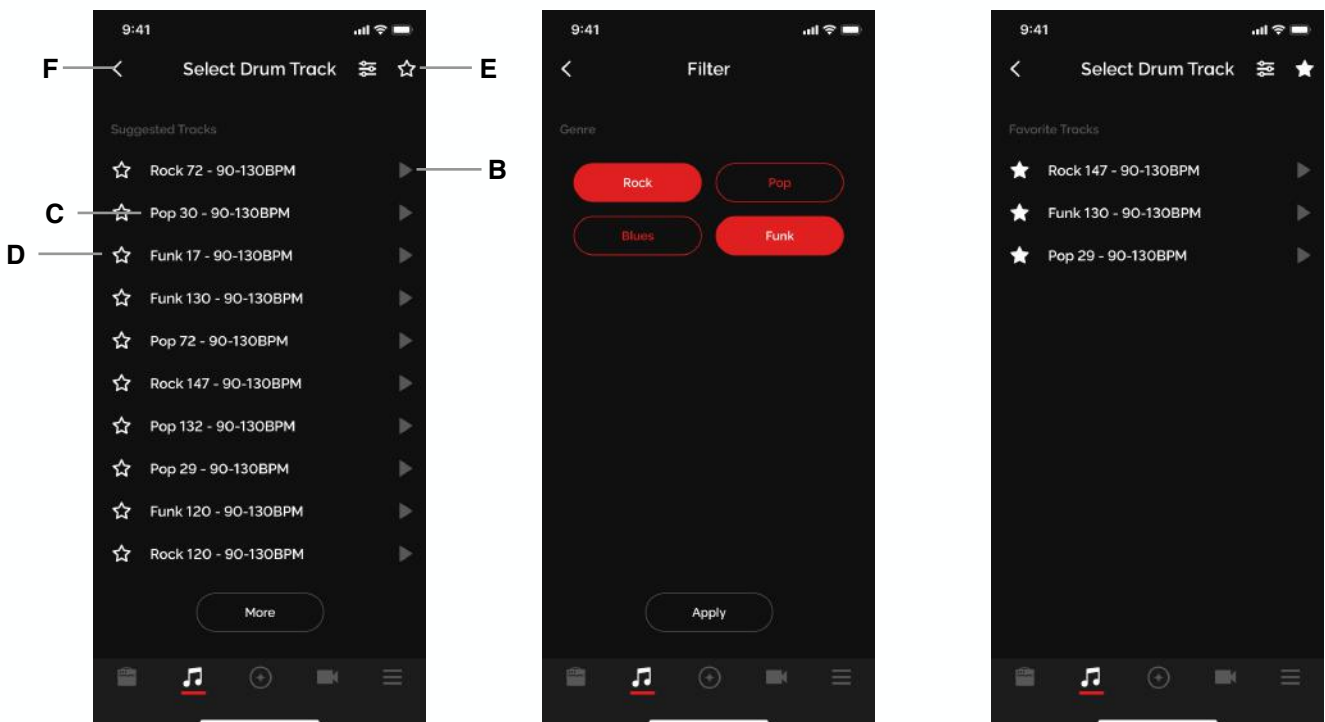 9:41
F
Select Drum Track
E
Suggested Tracks
Rock 72 - 90-130BPM
B
C
Pop 30 - 90-130BPM
D
Funk 17 - 90-130BPM
Funk 130 - 90-130BPM
Pop 72 - 90-130BPM
Rock 147 - 90-130BPM
Pop 132 - 90-130BPM
Pop 29 - 90-130BPM
Funk 120 - 90-130BPM
Rock 120 - 90-130BPM
More
9:41
Filter
Genre
Rock
Pop
Blues
Funk
Apply
9:41
Select Drum Track
Favorite Tracks
Rock 147 - 90-130BPM
Funk 130 - 90-130BPM
Pop 29 - 90-130BPM